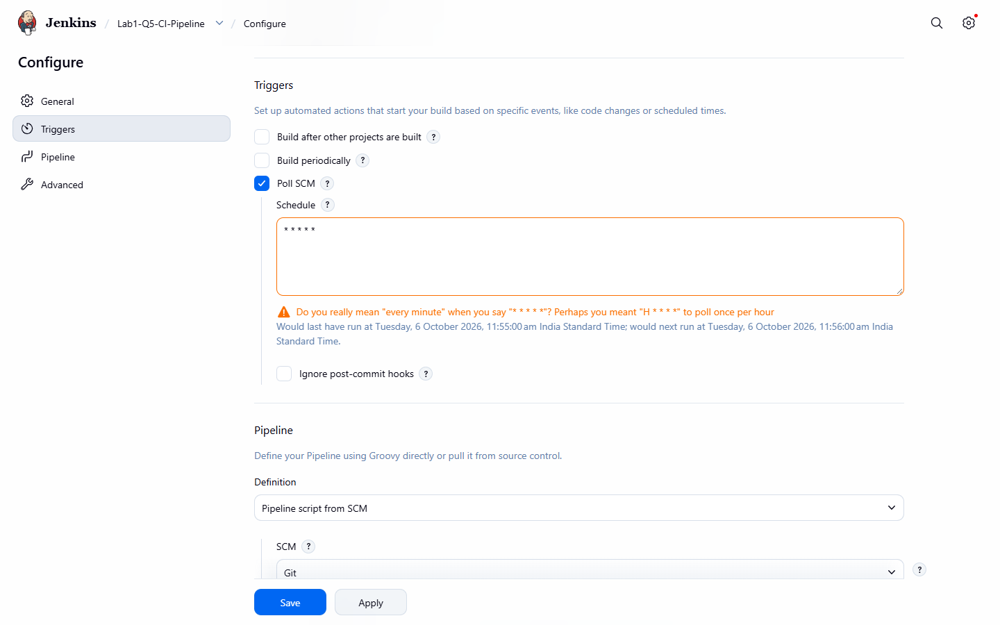 Jenkins / Lab1-Q5-CI-Pipeline / Configure
Configure
General
Triggers
Pipeline
Advanced
Triggers
Set up automated actions that start your build based on specific events, like code changes or scheduled times.
Build after other projects are built ?
Build periodically ?
Poll SCM ?
Schedule ?
* * * * *
Do you really mean "every minute" when you say "* * * * *"? Perhaps you meant "H * * * *" to poll once per hour
Would last have run at Tuesday, 6 October 2026, 11:55:00 am India Standard Time; would next run at Tuesday, 6 October 2026, 11:56:00 am India
Standard Time.
Ignore post-commit hooks ?
Pipeline
Define your Pipeline using Groovy directly or pull it from source control.
Definition
Pipeline script from SCM
SCM ?
Git ?
Save Apply